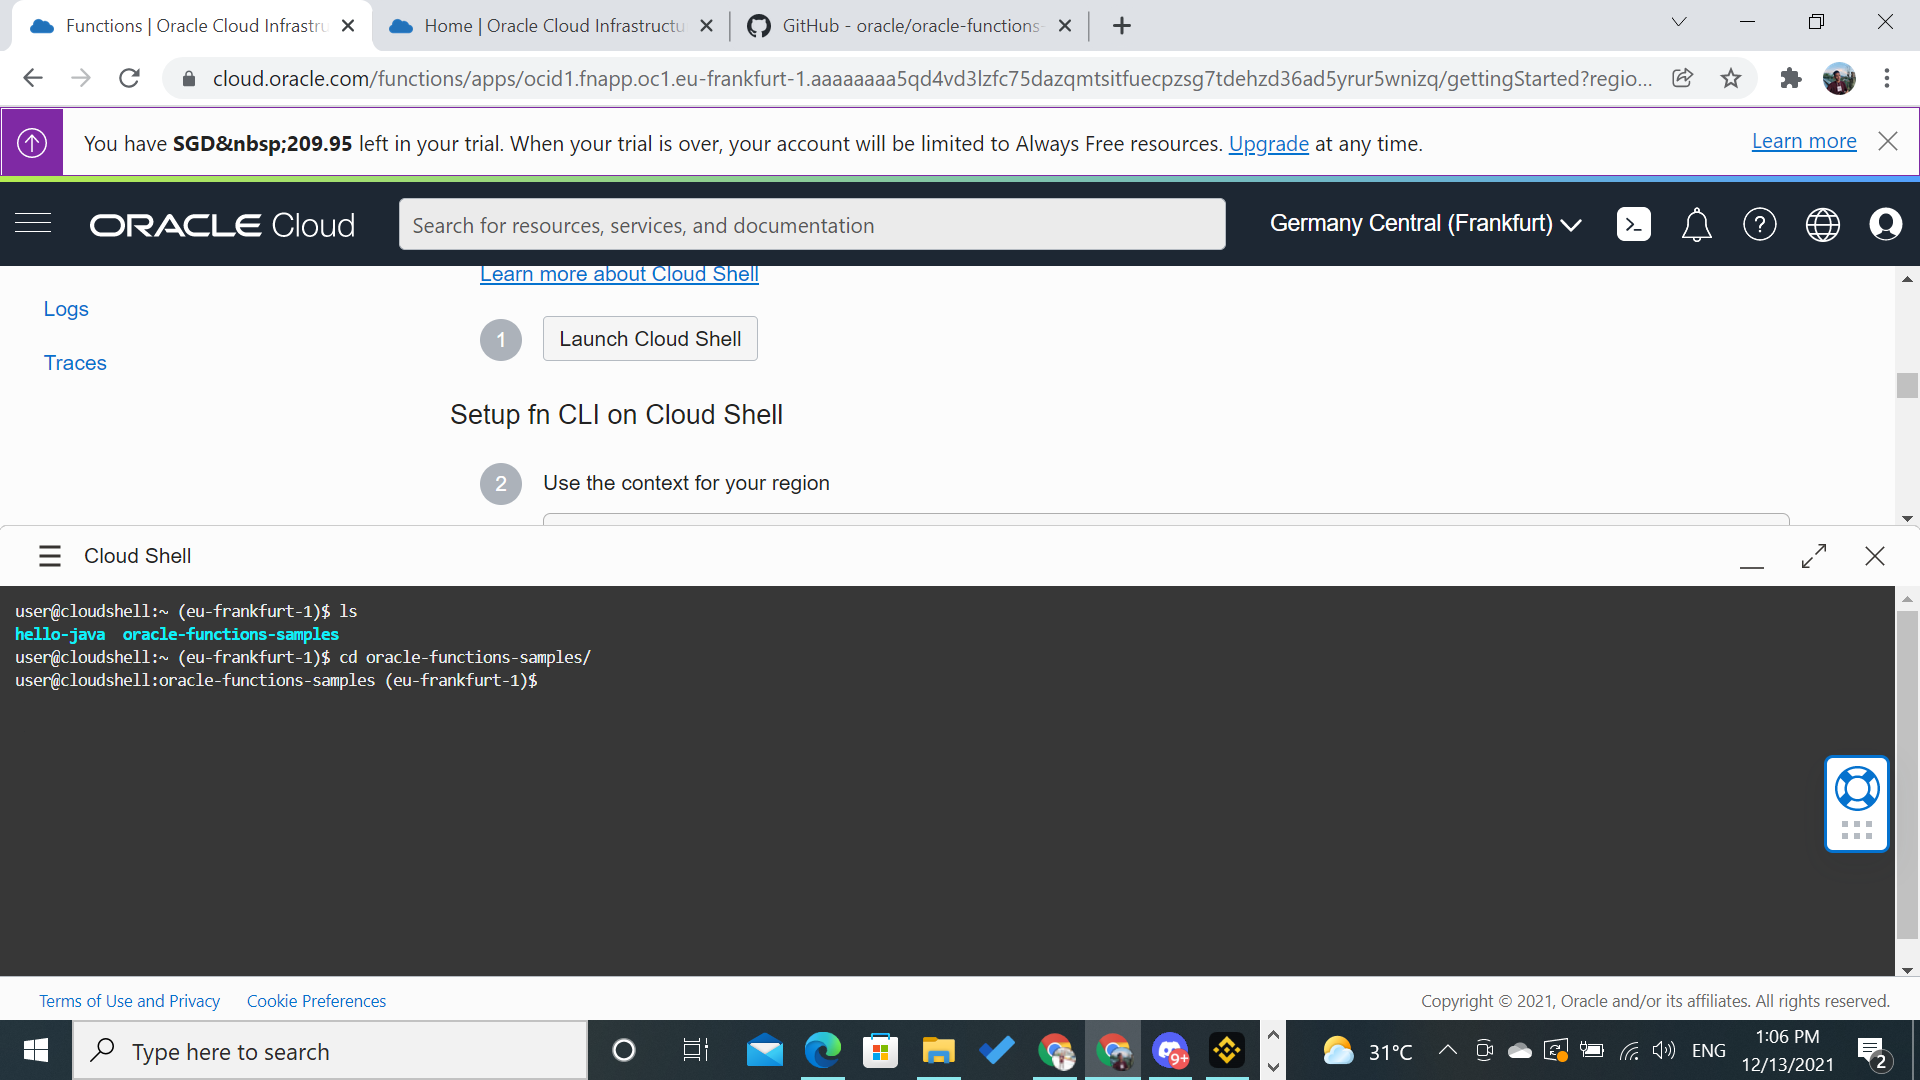 Functions | Oracle Cloud Infrastru
Home | Oracle Cloud Infrastructu
GitHub - oracle/oracle-functions-
cloud.oracle.com/functions/apps/ocid1.fnapp.oc1.eu-frankfurt-1.aaaaaaaa5qd4vd3lzfc75dazqmtsitfuecpzsg7tdehzd36ad5yrur5wnizq/gettingStarted?regio...
You have SGD&nbsp;209.95 left in your trial. When your trial is over, your account will be limited to Always Free resources. Upgrade at any time.
Learn more
ORACLE Cloud
Search for resources, services, and documentation
Germany Central (Frankfurt)
Learn more about Cloud Shell
Logs
Traces
1
Launch Cloud Shell
Setup fn CLI on Cloud Shell
2
Use the context for your region
Cloud Shell
user@cloudshell:~ (eu-frankfurt-1)$ ls
hello-java  oracle-functions-samples
user@cloudshell:~ (eu-frankfurt-1)$ cd oracle-functions-samples/
user@cloudshell:oracle-functions-samples (eu-frankfurt-1)$
Terms of Use and Privacy
Cookie Preferences
Copyright © 2021, Oracle and/or its affiliates. All rights reserved.
Type here to search
9+
31°C
ENG
1:06 PM
12/13/2021
2